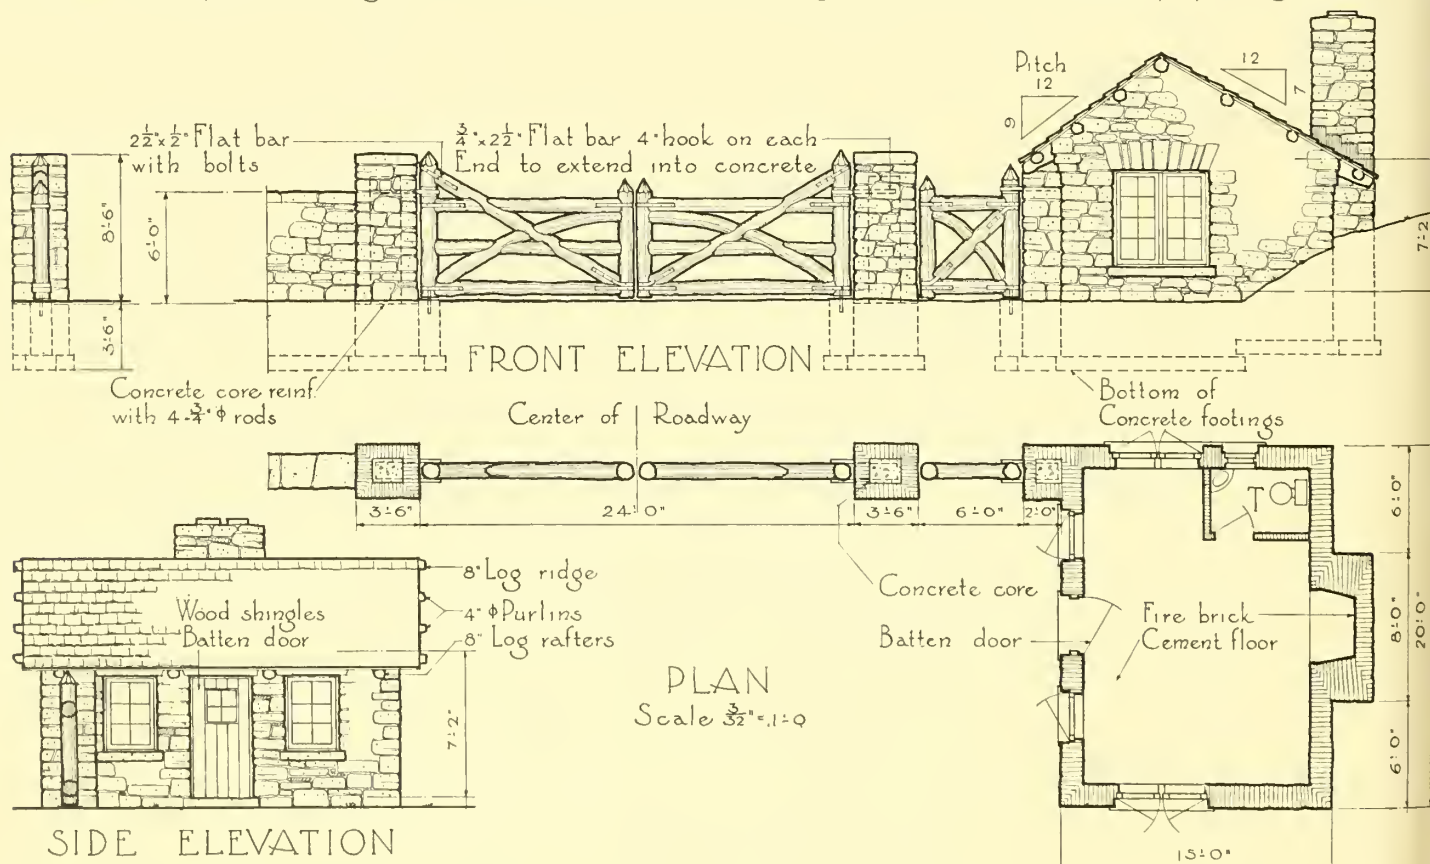 Pitch
12
9
12
7
2½"x½" Flat bar
with bolts
¾"x2½" Flat bar 4" hook on each
End to extend into concrete
8'-6"
6'-0"
3'-6"
7'-2"
FRONT ELEVATION
Concrete core reinf.
with 4-¾" ϕ rods
Bottom of
Concrete footings
Center of Roadway
3'-6"
24'-0"
3'-6"
6'-0"
2'-0"
6'-0"
8'-0"
20'-0"
6'-0"
15'-0"
Concrete core
Batten door
Fire brick
Cement floor
PLAN
Scale 3/32" = 1'-0
8" Log ridge
4" ϕ Purlins
8" Log rafters
Wood shingles
Batten door
7'-2"
SIDE ELEVATION